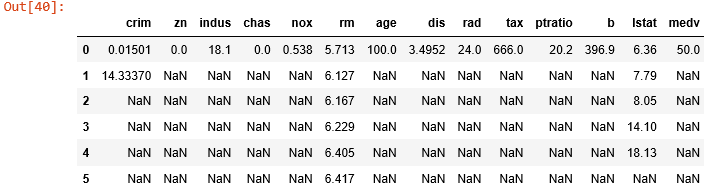 Out[40]:
crim zn indus chas nox rm age dis rad tax ptratio b lstat medv
0 0.01501 0.0 18.1 0.0 0.538 5.713 100.0 3.4952 24.0 666.0 20.2 396.9 6.36 50.0
1 14.33370 NaN NaN NaN NaN 6.127 NaN NaN NaN NaN NaN NaN 7.79 NaN
2 NaN NaN NaN NaN NaN 6.167 NaN NaN NaN NaN NaN NaN 8.05 NaN
3 NaN NaN NaN NaN NaN 6.229 NaN NaN NaN NaN NaN NaN 14.10 NaN
4 NaN NaN NaN NaN NaN 6.405 NaN NaN NaN NaN NaN NaN 18.13 NaN
5 NaN NaN NaN NaN NaN 6.417 NaN NaN NaN NaN NaN NaN NaN NaN